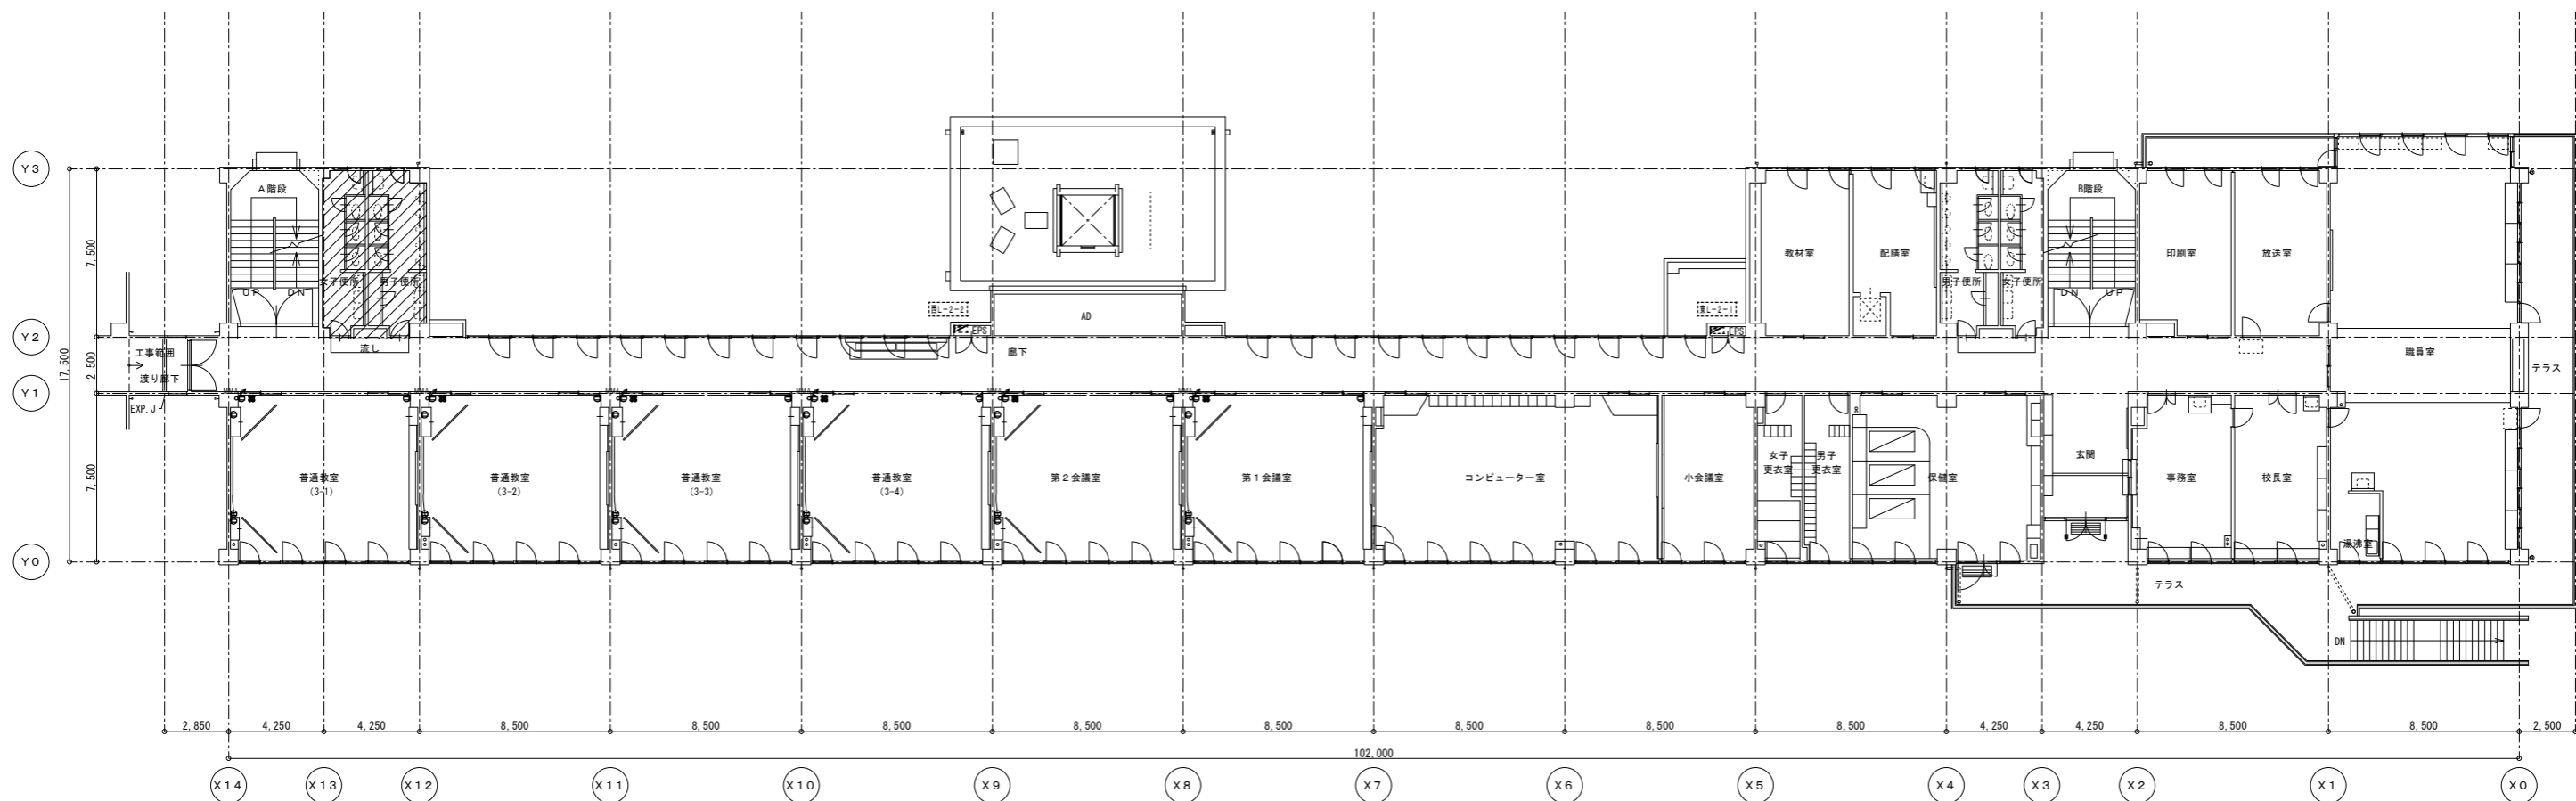 Y3
Y2
Y1
Y0
17,500
7,500
2,500
7,500
A階段
UP
DN
女子便所
男子便所
流し
西L-2-2
EPS
AD
東L-2-1
EPS
教材室
配膳室
男子便所
女子便所
B階段
DN
UP
印刷室
放送室
工事範囲
渡り廊下
EXP.J
廊下
職員室
テラス
普通教室
(3-1)
普通教室
(3-2)
普通教室
(3-3)
普通教室
(3-4)
第2会議室
第1会議室
コンピューター室
小会議室
女子
更衣室
男子
更衣室
保健室
玄関
事務室
校長室
湯沸室
テラス
DN
2,850
4,250
4,250
8,500
8,500
8,500
8,500
8,500
8,500
8,500
8,500
4,250
4,250
8,500
8,500
2,500
102,000
X14
X13
X12
X11
X10
X9
X8
X7
X6
X5
X4
X3
X2
X1
X0